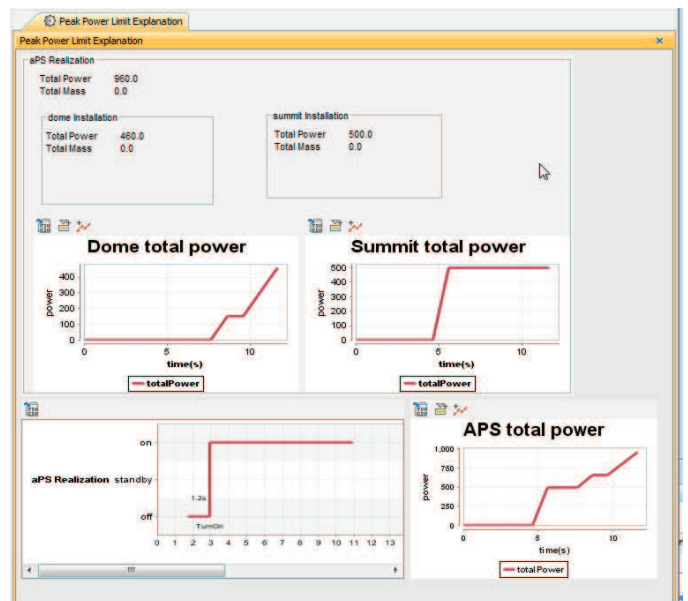 Peak Power Limit Explanation
Peak Power Limit Explanation
aPS Realization
Total Power 960.0
Total Mass 0.0
dome Installation
Total Power 460.0
Total Mass 0.0
summit Installation
Total Power 500.0
Total Mass 0.0
Dome total power
400
300
200
100
0
power
0 5 10
time(s)
totalPower
Summit total power
500
400
300
200
100
0
power
0 5 10
time(s)
totalPower
on
aPS Realization standby
off
1.2s
TurnOn
0 1 2 3 4 5 6 7 8 9 10 11 12 13
APS total power
1,000
750
500
250
0
power
0 5 10
time(s)
totalPower